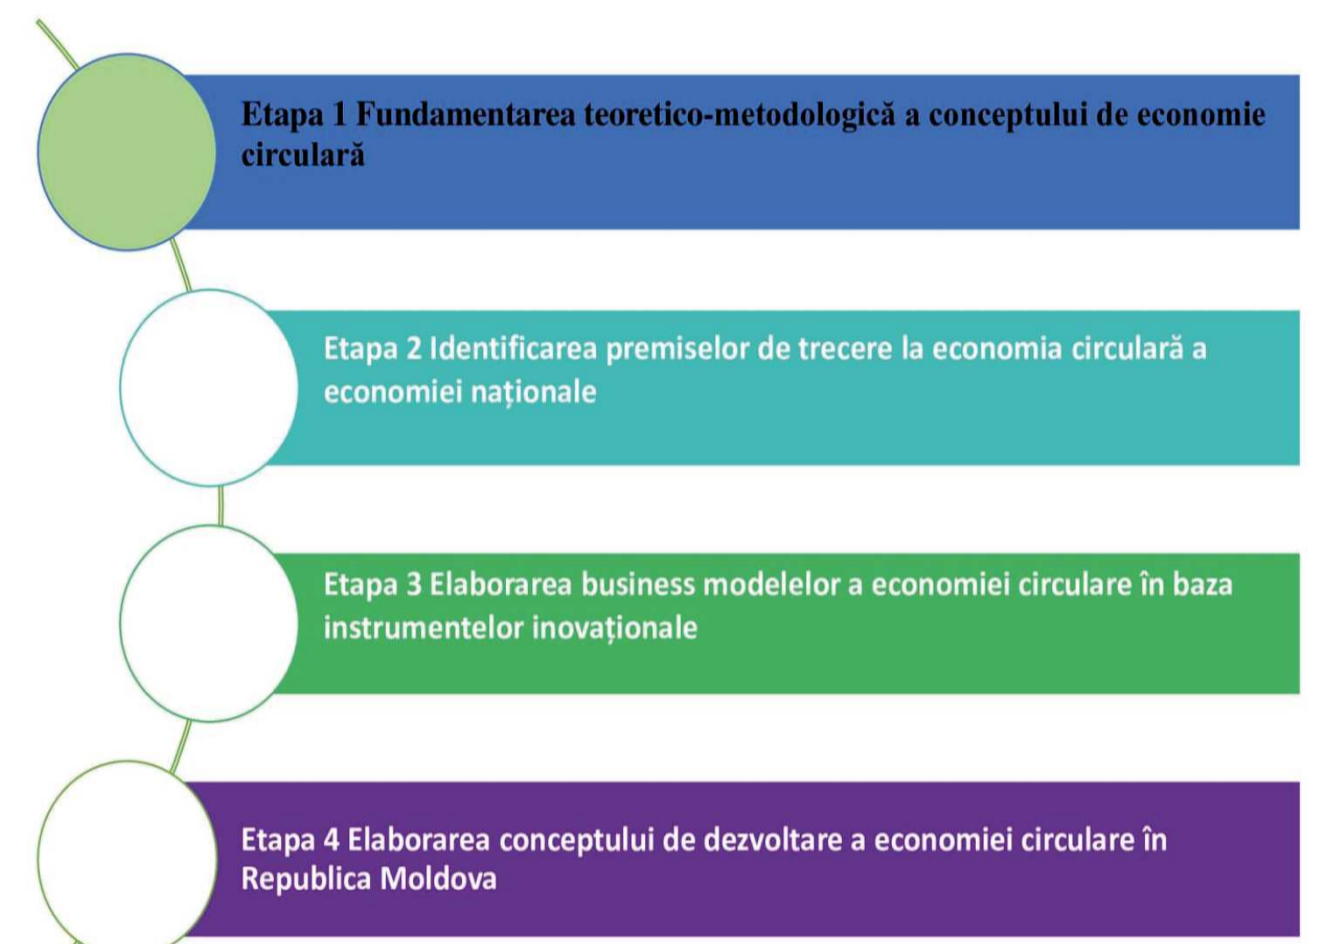 Etapa 1 Fundamentarea teoretico-metodologică a conceptului de economie
circulară
Etapa 2 Identificarea premiselor de trecere la economia circulară a
economiei naționale
Etapa 3 Elaborarea business modelelor a economiei circulare în baza
instrumentelor inovaționale
Etapa 4 Elaborarea conceptului de dezvoltare a economiei circulare în
Republica Moldova